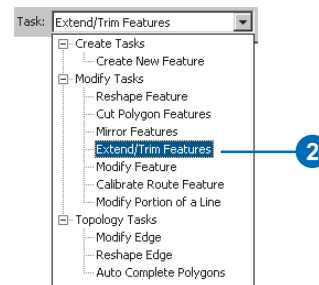 Task: Extend/Trim Features
Create Tasks
Create New Feature
Modify Tasks
Reshape Feature
Cut Polygon Features
Mirror Features
Extend/Trim Features
2
Modify Feature
Calibrate Route Feature
Modify Portion of a Line
Topology Tasks
Modify Edge
Reshape Edge
Auto Complete Polygons